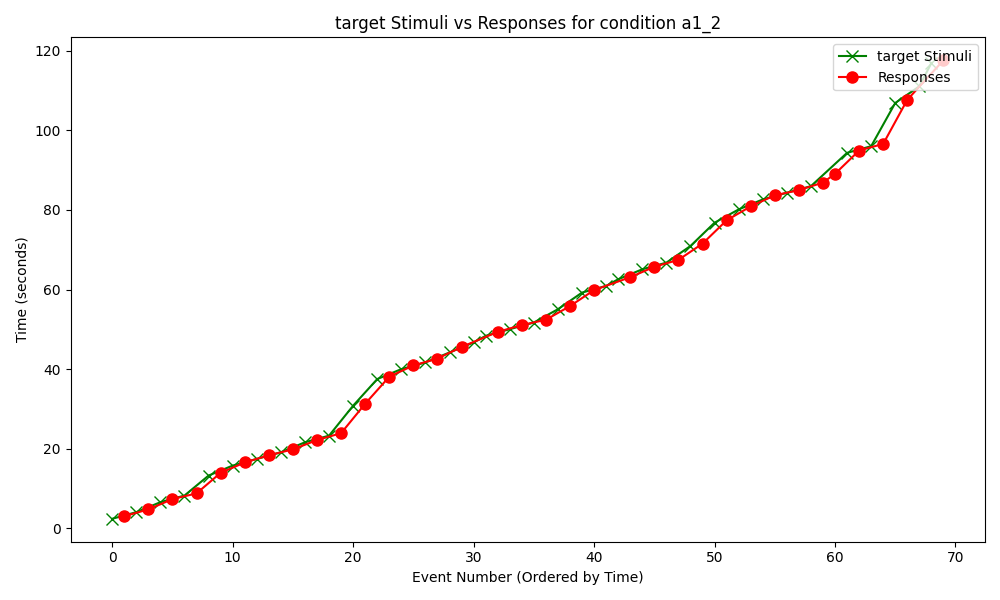 target Stimuli vs Responses for condition a1_2
target Stimuli
Responses
Time (seconds)
120
100
80
60
40
20
0
0 10 20 30 40 50 60 70
Event Number (Ordered by Time)